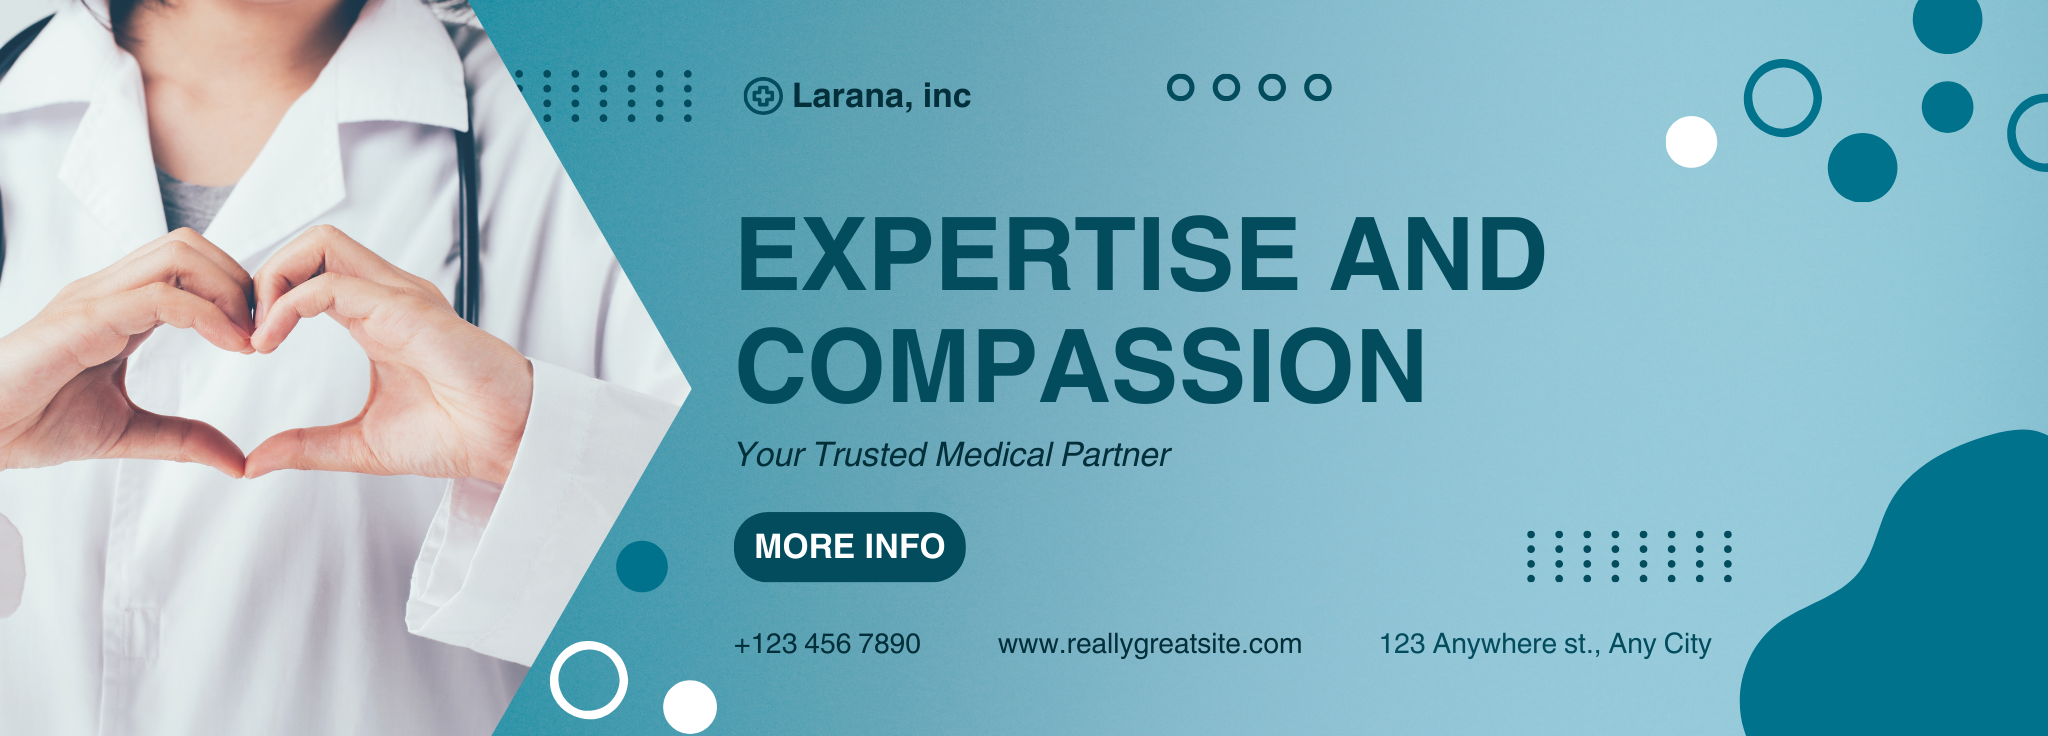 Larana, inc
EXPERTISE AND
COMPASSION
Your Trusted Medical Partner
MORE INFO
+123 456 7890
www.reallygreatsite.com
123 Anywhere st., Any City